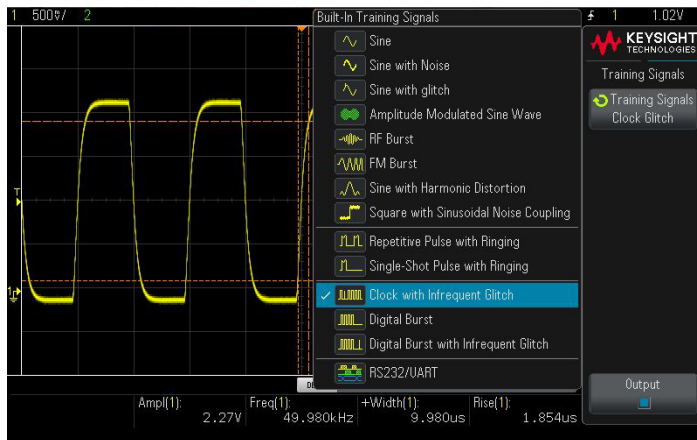 1 500♈/ 2
Built-In Training Signals
1 1.02V
Sine
Sine with Noise
Sine with glitch
Amplitude Modulated Sine Wave
RF Burst
FM Burst
Sine with Harmonic Distortion
Square with Sinusoidal Noise Coupling
Repetitive Pulse with Ringing
Single-Shot Pulse with Ringing
Clock with Infrequent Glitch
Digital Burst
Digital Burst with Infrequent Glitch
RS232/UART
KEYSIGHT
TECHNOLOGIES
Training Signals
Training Signals
Clock Glitch
Output
T
1
Ampl(1):
2.27V
Freq(1):
49.980kHz
+Width(1):
9.980us
Rise(1):
1.854us